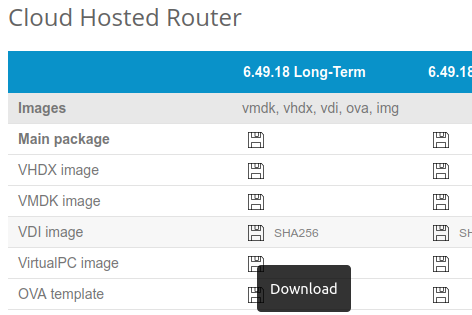 Cloud Hosted Router
6.49.18 Long-Term 6.49.18
Images vmdk, vhdx, vdi, ova, img
Main package
VHDX image
VMDK image
VDI image SHA256 SH
VirtualPC image
Download
OVA template